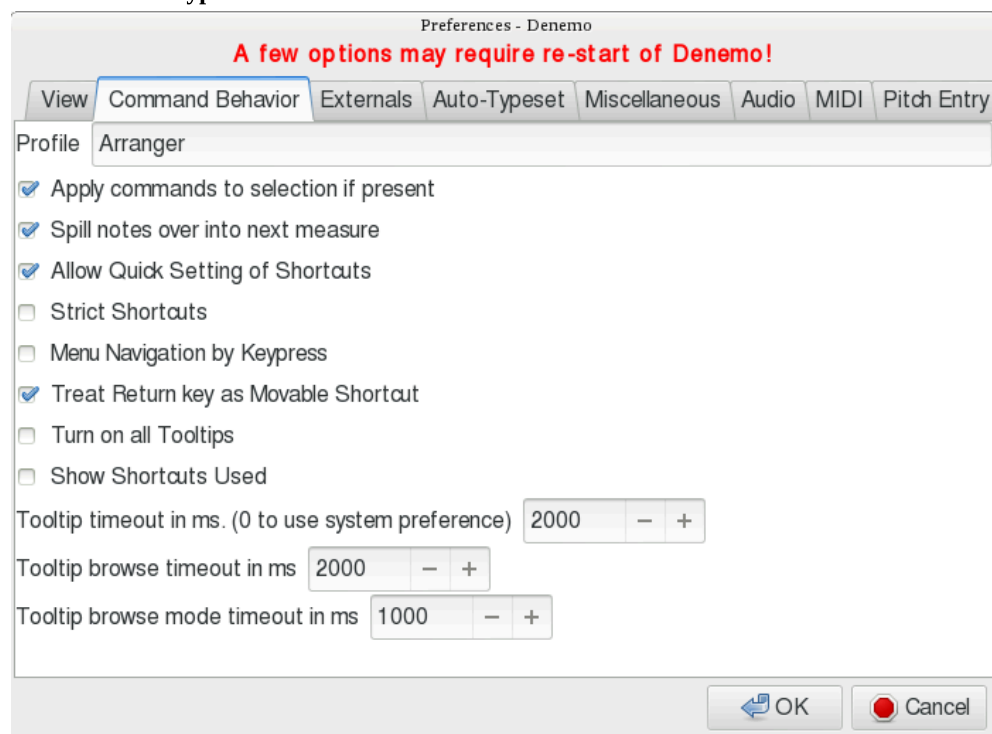 Preferences - Denemo
A few options may require re-start of Denemo!
View Command Behavior Externals Auto-Typeset Miscellaneous Audio MIDI Pitch Entry
Profile Arranger
Apply commands to selection if present
Spill notes over into next measure
Allow Quick Setting of Shortcuts
Strict Shortcuts
Menu Navigation by Keypress
Treat Return key as Movable Shortcut
Turn on all Tooltips
Show Shortcuts Used
Tooltip timeout in ms. (0 to use system preference) 2000 − +
Tooltip browse timeout in ms 2000 − +
Tooltip browse mode timeout in ms 1000 − +
OK Cancel